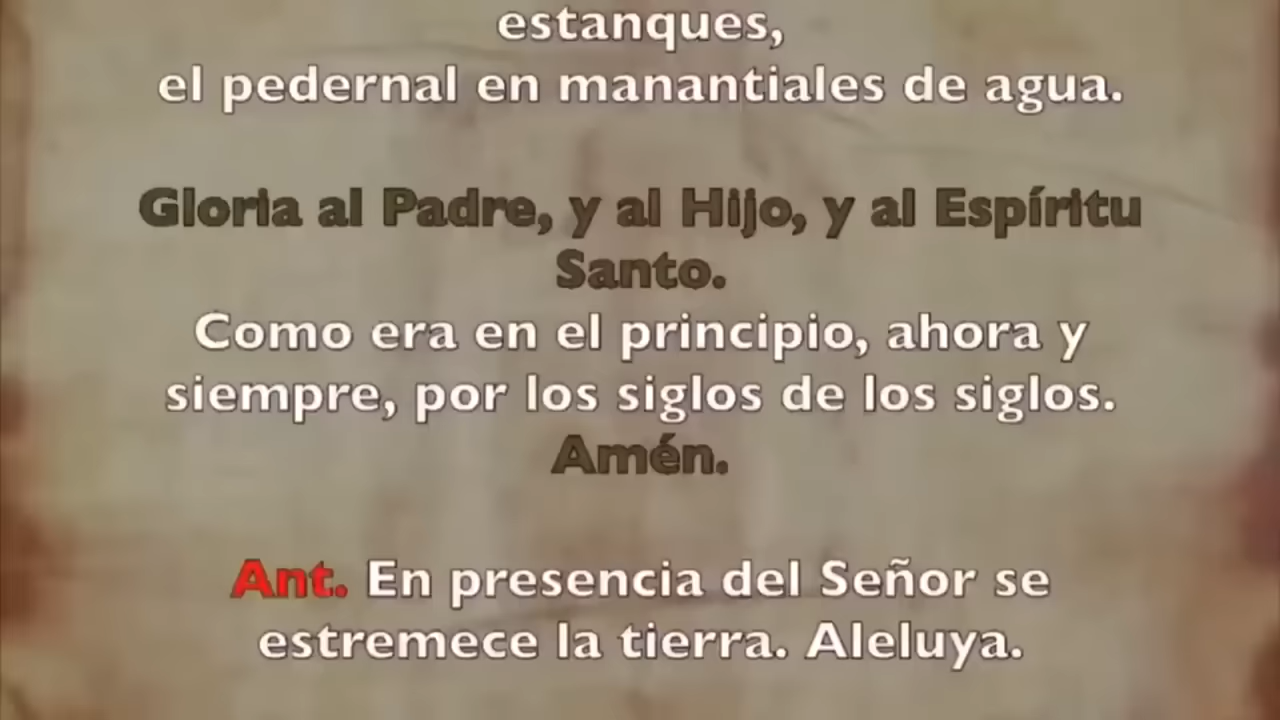 estanques,
el pedernal en manantiales de agua.
Gloria al Padre, y al Hijo, y al Espíritu
Santo.
Como era en el principio, ahora y
siempre, por los siglos de los siglos.
Amén.
Ant. En presencia del Señor se
estremece la tierra. Aleluya.